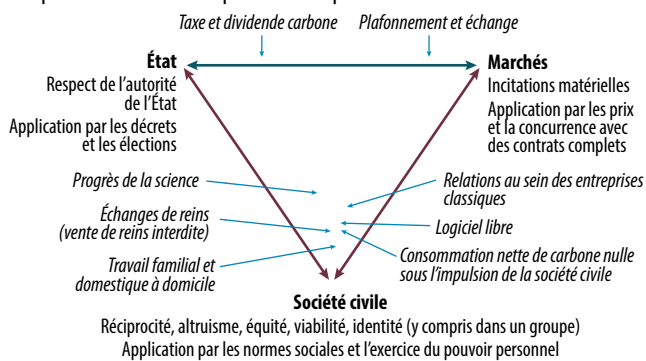 Taxe et dividende carbone Plafonnement et échange
État
Marchés
Respect de l'autorité
de l'État
Application par les décrets
et les élections
Incitations matérielles
Application par les prix
et la concurrence avec
des contrats complets
Progrès de la science
Relations au sein des entreprises
classiques
Échanges de reins
(vente de reins interdite)
Logiciel libre
Travail familial et
domestique à domicile
Consommation nette de carbone nulle
sous l'impulsion de la société civile
Société civile
Réciprocité, altruisme, équité, viabilité, identité (y compris dans un groupe)
Application par les normes sociales et l'exercice du pouvoir personnel